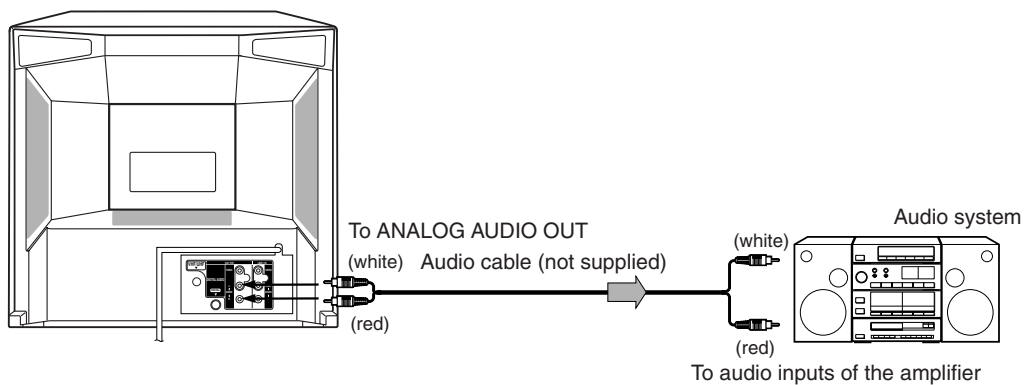 To ANALOG AUDIO OUT
(white)
Audio cable (not supplied)
(red)
Audio system
(white)
(red)
To audio inputs of the amplifier